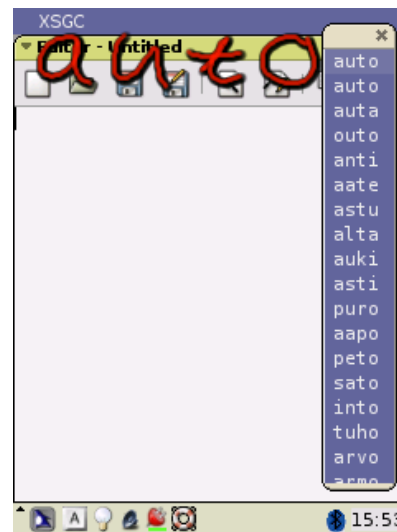 XSGC
Editor - Untitled
auto
auto
auto
auta
outo
anti
aate
astu
alta
auki
asti
puro
aapo
peto
sato
into
tuho
arvo
armo
A
15:53